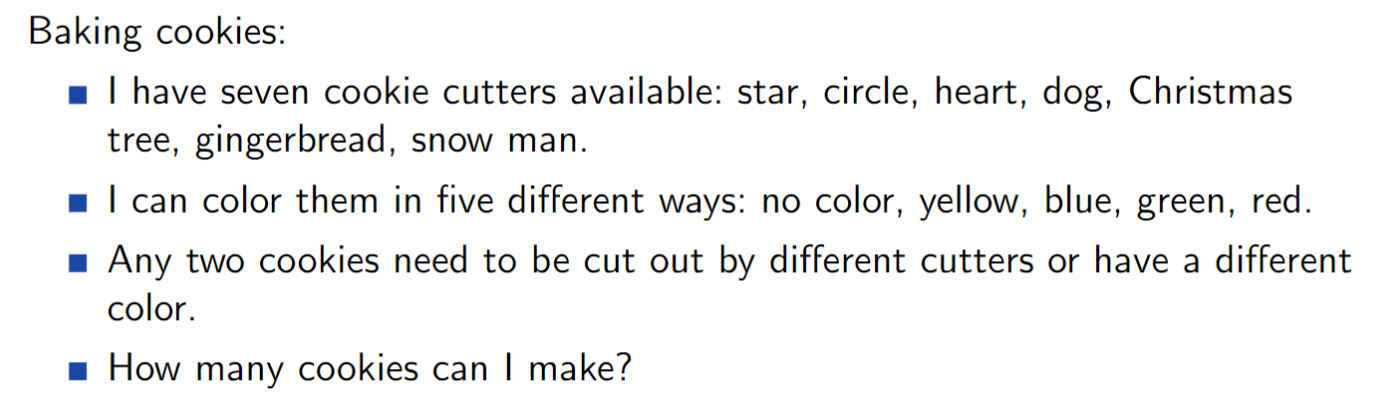 Baking cookies:
I have seven cookie cutters available: star, circle, heart, dog, Christmas
tree, gingerbread, snow man.
I can color them in five different ways: no color, yellow, blue, green, red.
Any two cookies need to be cut out by different cutters or have a different
color.
How many cookies can I make?